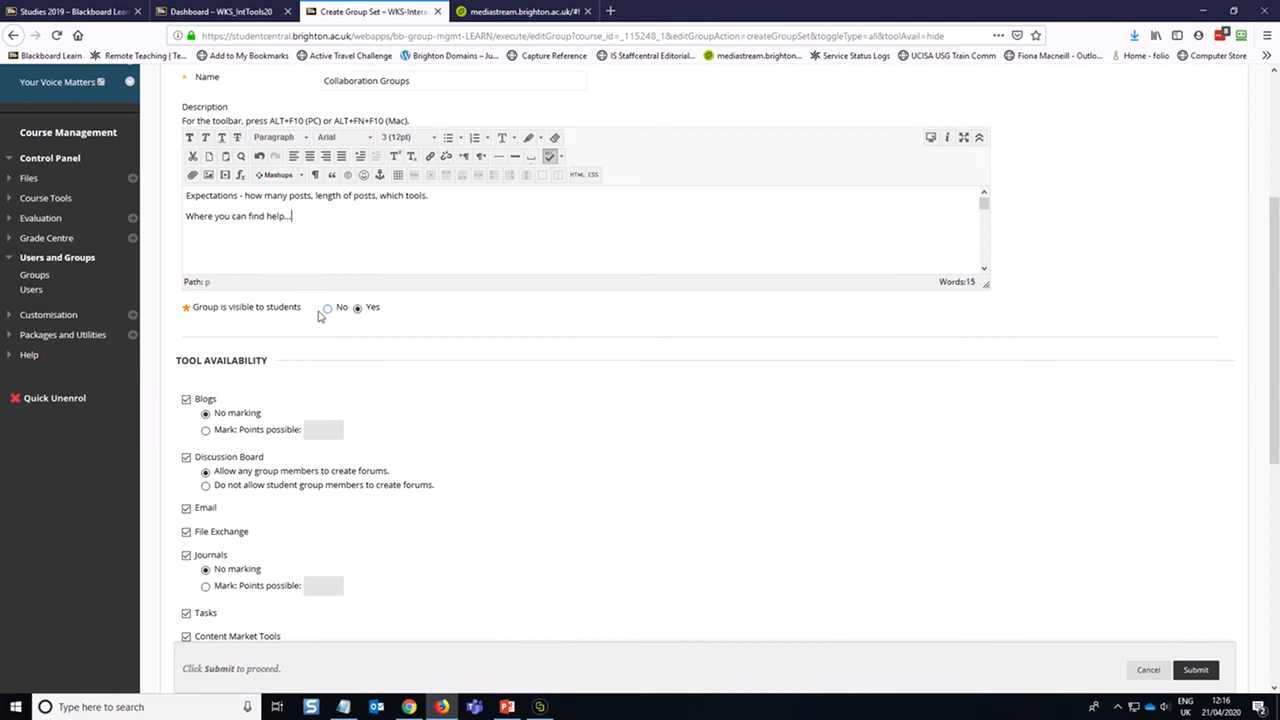 Studies 2019 – Blackboard Learn
Dashboard – WKS_IntTools20
Create Group Set – WKS-Intera
mediastream.brighton.ac.uk/#!
https://studentcentral.brighton.ac.uk/webapps/bb-group-mgmt-LEARN/execute/editGroup?course_id=_115248_1&editGroupAction=createGroupSet&toggleType=all&toolAvail=hide
Blackboard Learn
Remote Teaching | Te...
Add to My Bookmarks
Active Travel Challenge
Brighton Domains – Ju...
Capture Reference
IS Staffcentral Editorial...
mediastream.brighton...
Service Status Logs
UCISA USG Train Comm
Fiona Macneill - Outlo...
Home - folio
Computer Store
Your Voice Matters
Course Management
Control Panel
Files
Course Tools
Evaluation
Grade Centre
Users and Groups
Groups
Users
Customisation
Packages and Utilities
Help
Quick Unenrol
Name
Collaboration Groups
Description
For the toolbar, press ALT+F10 (PC) or ALT+FN+F10 (Mac).
Paragraph Arial 3 (12pt)
Mashups HTML CSS
Expectations - how many posts, length of posts, which tools.
Where you can find help...
Path: p
Words:15
Group is visible to students No Yes
TOOL AVAILABILITY
Blogs
No marking
Mark: Points possible:
Discussion Board
Allow any group members to create forums.
Do not allow student group members to create forums.
Email
File Exchange
Journals
No marking
Mark: Points possible:
Tasks
Content Market Tools
Click Submit to proceed.
Cancel Submit
Type here to search
ENG
UK
12:16
21/04/2020